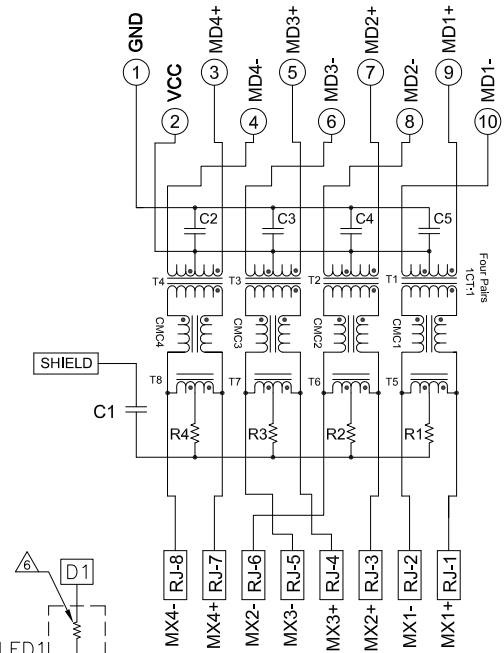 GND
VCC
MD4+
MD4-
MD3+
MD3-
MD2+
MD2-
MD1+
MD1-
1
2
3
4
5
6
7
8
9
10
C2
C3
C4
C5
T4
T3
T2
T1
Four Pairs
1CT:1
CMC4
CMC3
CMC2
CMC1
SHIELD
T8
T7
T6
T5
C1
R4
R3
R2
R1
RJ-8
RJ-7
RJ-6
RJ-5
RJ-4
RJ-3
RJ-2
RJ-1
MX4-
MX4+
MX2-
MX3-
MX3+
MX2+
MX1-
MX1+
6
D1
LED1